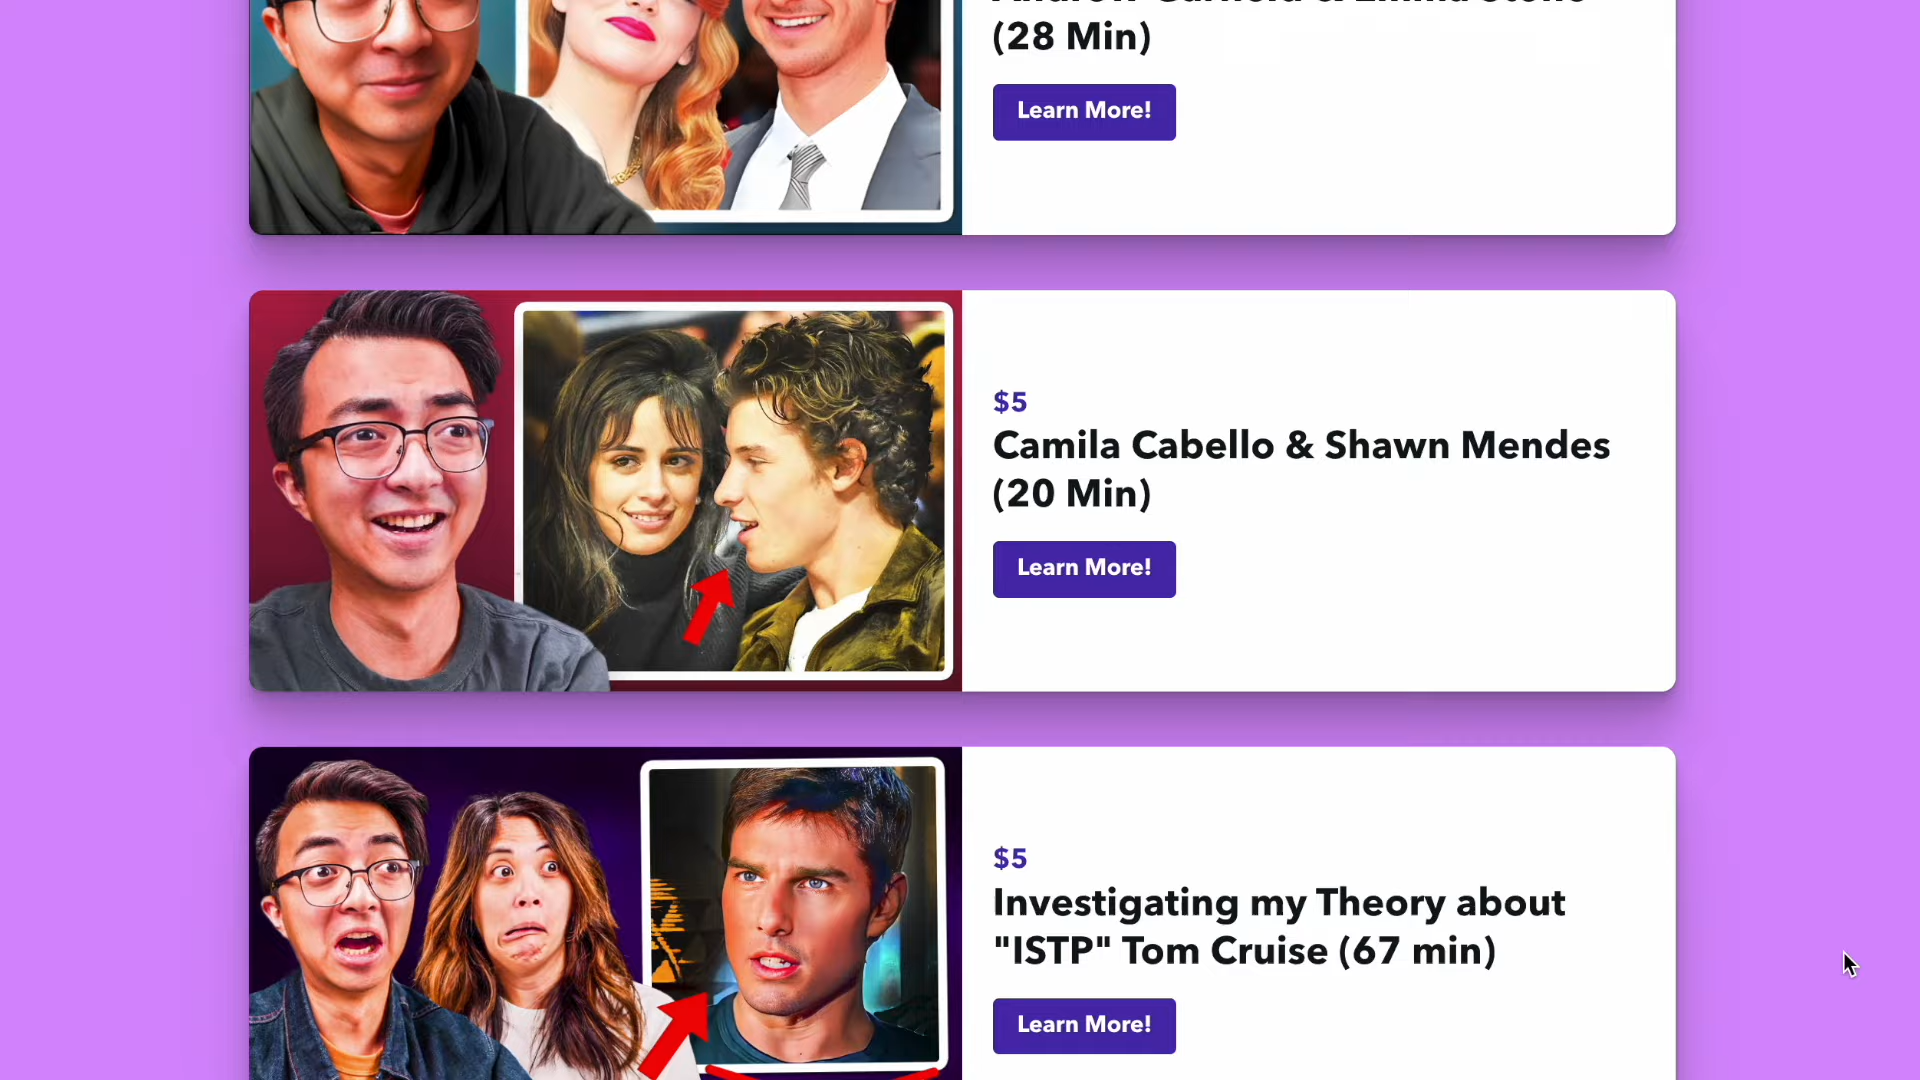 (28 Min)
Learn More!
$5
Camila Cabello & Shawn Mendes
(20 Min)
Learn More!
$5
Investigating my Theory about
"ISTP" Tom Cruise (67 min)
Learn More!